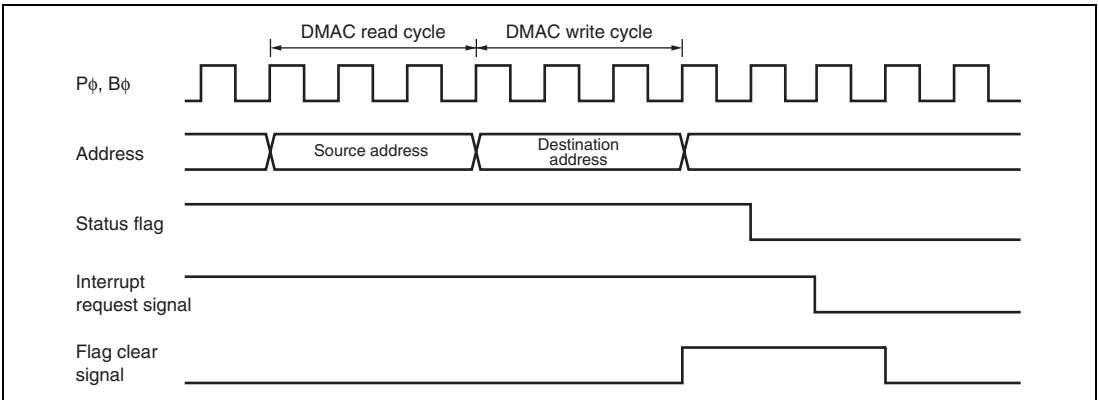 DMAC read cycle DMAC write cycle
Pϕ, Bϕ
Address
Source address
Destination
address
Status flag
Interrupt
request signal
Flag clear
signal